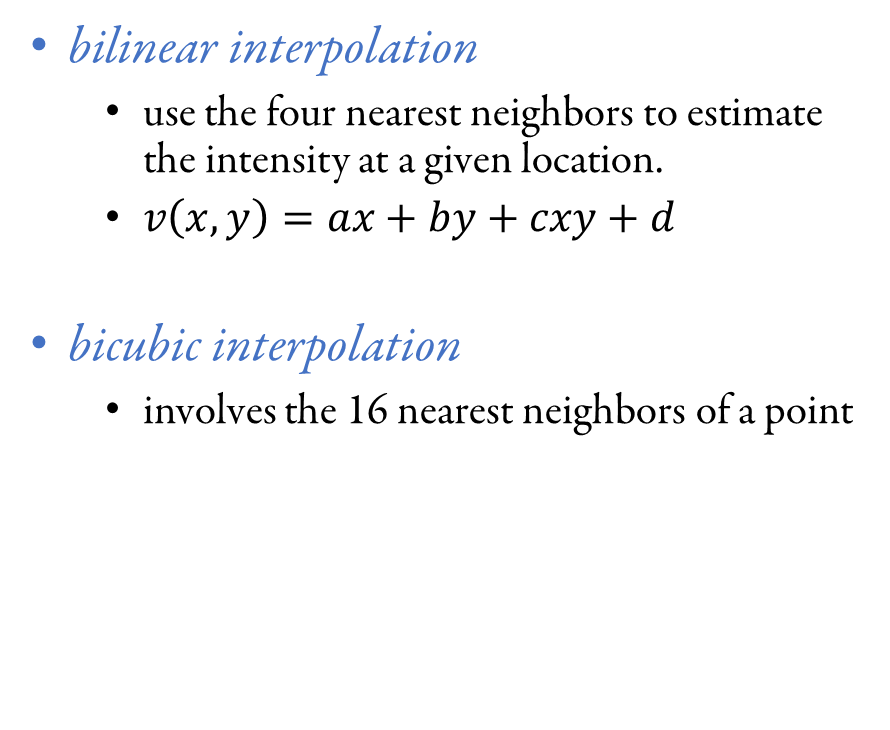 • bilinear interpolation
• use the four nearest neighbors to estimate
the intensity at a given location.
• v(x, y) = ax + by + cxy + d
• bicubic interpolation
• involves the 16 nearest neighbors of a point